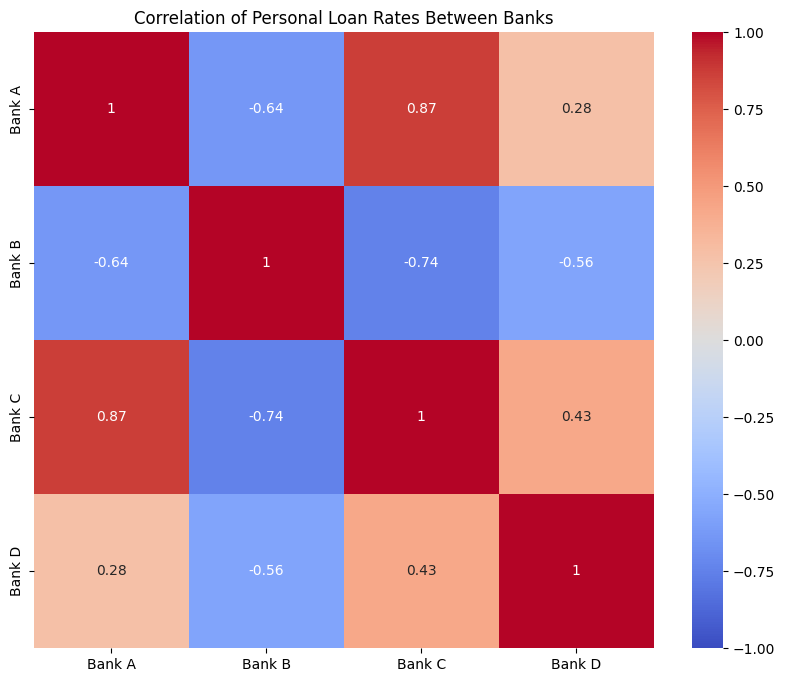 Correlation of Personal Loan Rates Between Banks
Bank A
1
-0.64
0.87
0.28
Bank B
-0.64
1
-0.74
-0.56
Bank C
0.87
-0.74
1
0.43
Bank D
0.28
-0.56
0.43
1
Bank A
Bank B
Bank C
Bank D
1.00
0.75
0.50
0.25
0.00
−0.25
−0.50
−0.75
−1.00